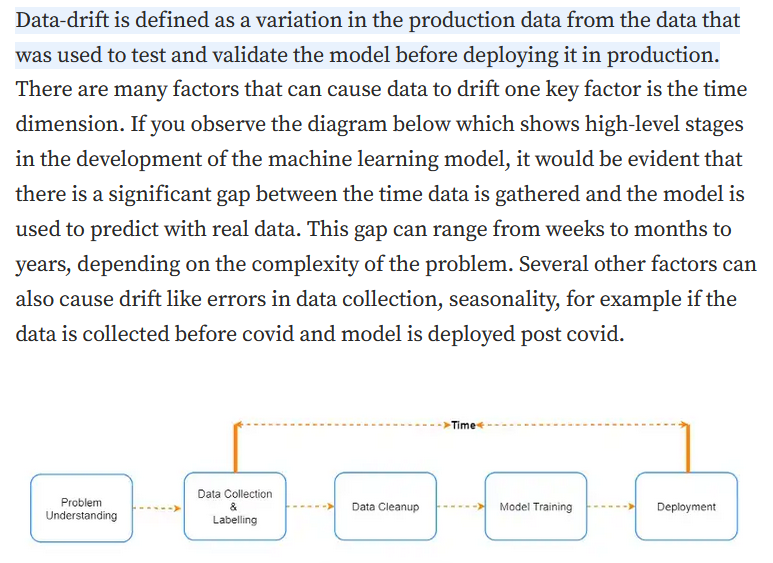 Data-drift is defined as a variation in the production data from the data that
was used to test and validate the model before deploying it in production.
There are many factors that can cause data to drift one key factor is the time
dimension. If you observe the diagram below which shows high-level stages
in the development of the machine learning model, it would be evident that
there is a significant gap between the time data is gathered and the model is
used to predict with real data. This gap can range from weeks to months to
years, depending on the complexity of the problem. Several other factors can
also cause drift like errors in data collection, seasonality, for example if the
data is collected before covid and model is deployed post covid.
Time
Problem
Understanding
Data Collection
&
Labelling
Data Cleanup
Model Training
Deployment